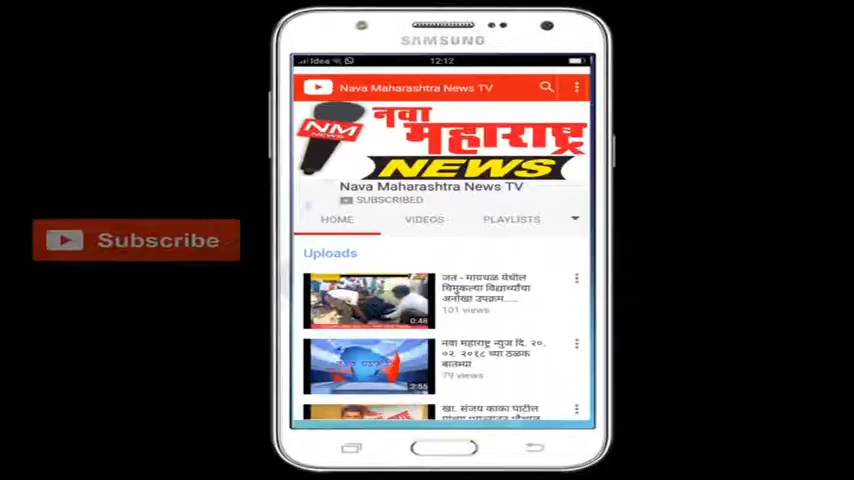 SAMSUNG
Idea
12:12
Nava Maharashtra News TV
NM
NEWS
नवा
महाराष्ट्र
NEWS
Nava Maharashtra News TV
SUBSCRIBED
HOME VIDEOS PLAYLISTS
Subscribe
Uploads
जत - मायथळ येथील
चिमुकल्या विद्यार्थ्यांचा
अनोखा उपक्रम.....
101 views
0:48
नवा महाराष्ट्र न्युज दि. २०.
०२. २०१८ च्या ठळक
बातम्या
79 views
2:55
खा. संजय काका पाटील